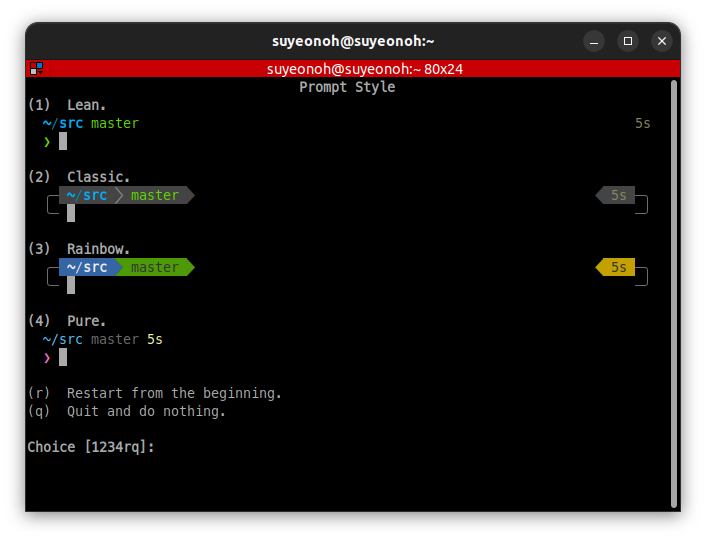 suyeonoh@suyeonoh:~
suyeonoh@suyeonoh:~ 80x24
Prompt Style
(1) Lean.
~/src master 5s
❯
(2) Classic.
~/src master 5s
(3) Rainbow.
~/src master 5s
(4) Pure.
~/src master 5s
❯
(r) Restart from the beginning.
(q) Quit and do nothing.
Choice [1234rq]: